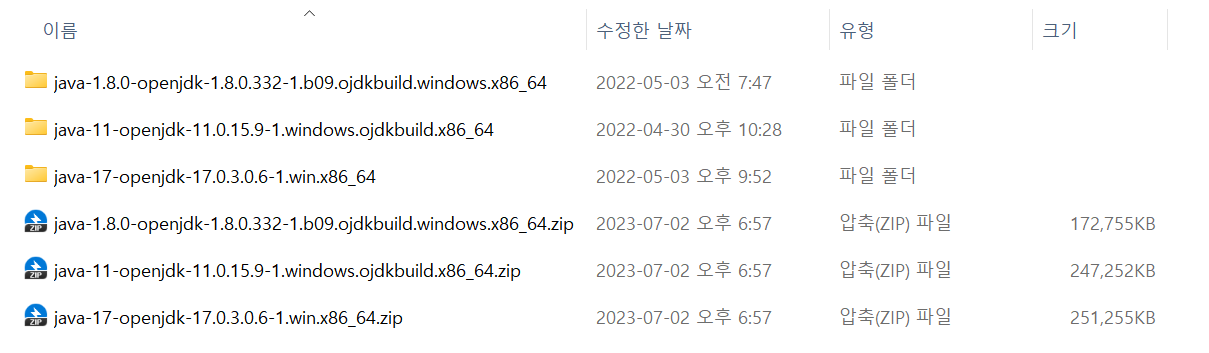 이름 수정한 날짜 유형 크기
java-1.8.0-openjdk-1.8.0.332-1.b09.ojdkbuild.windows.x86_64 2022-05-03 오전 7:47 파일 폴더
java-11-openjdk-11.0.15.9-1.windows.ojdkbuild.x86_64 2022-04-30 오후 10:28 파일 폴더
java-17-openjdk-17.0.3.0.6-1.win.x86_64 2022-05-03 오후 9:52 파일 폴더
ZIP java-1.8.0-openjdk-1.8.0.332-1.b09.ojdkbuild.windows.x86_64.zip 2023-07-02 오후 6:57 압축(ZIP) 파일 172,755KB
ZIP java-11-openjdk-11.0.15.9-1.windows.ojdkbuild.x86_64.zip 2023-07-02 오후 6:57 압축(ZIP) 파일 247,252KB
ZIP java-17-openjdk-17.0.3.0.6-1.win.x86_64.zip 2023-07-02 오후 6:57 압축(ZIP) 파일 251,255KB